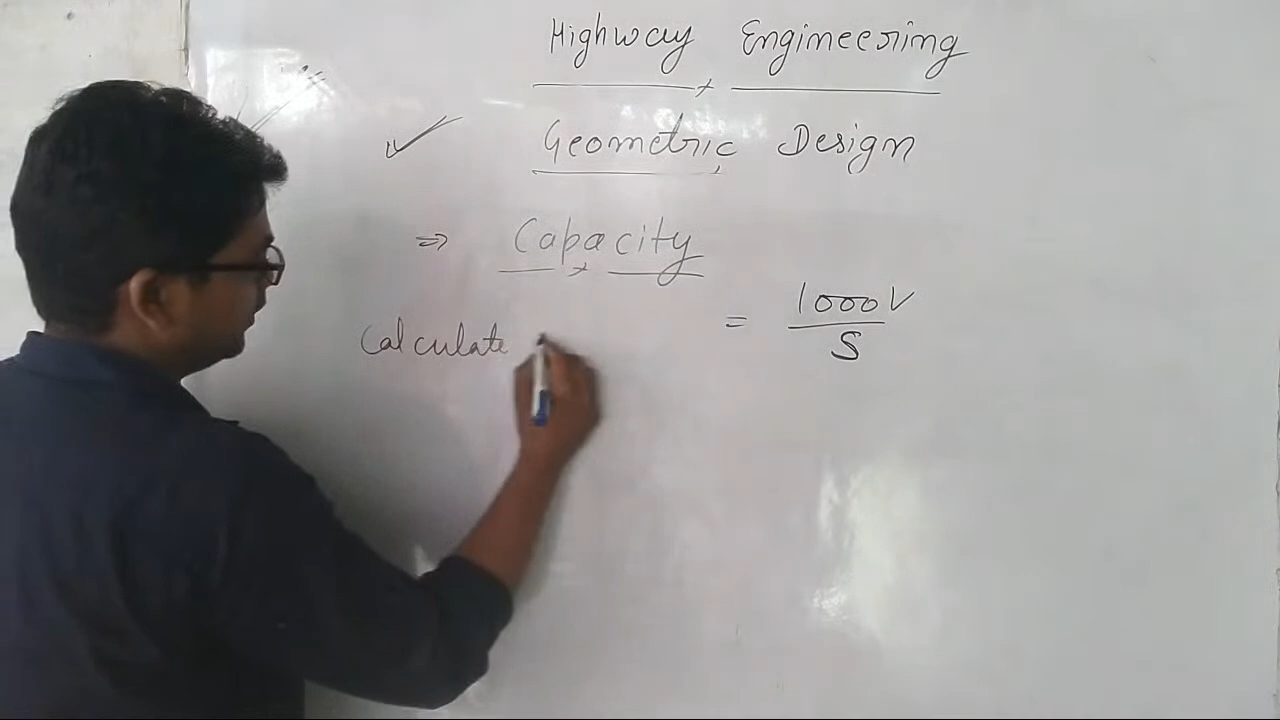 Highway Engineering
Geometric Design
⇒ Capacity
= 1000V
S
Calculate